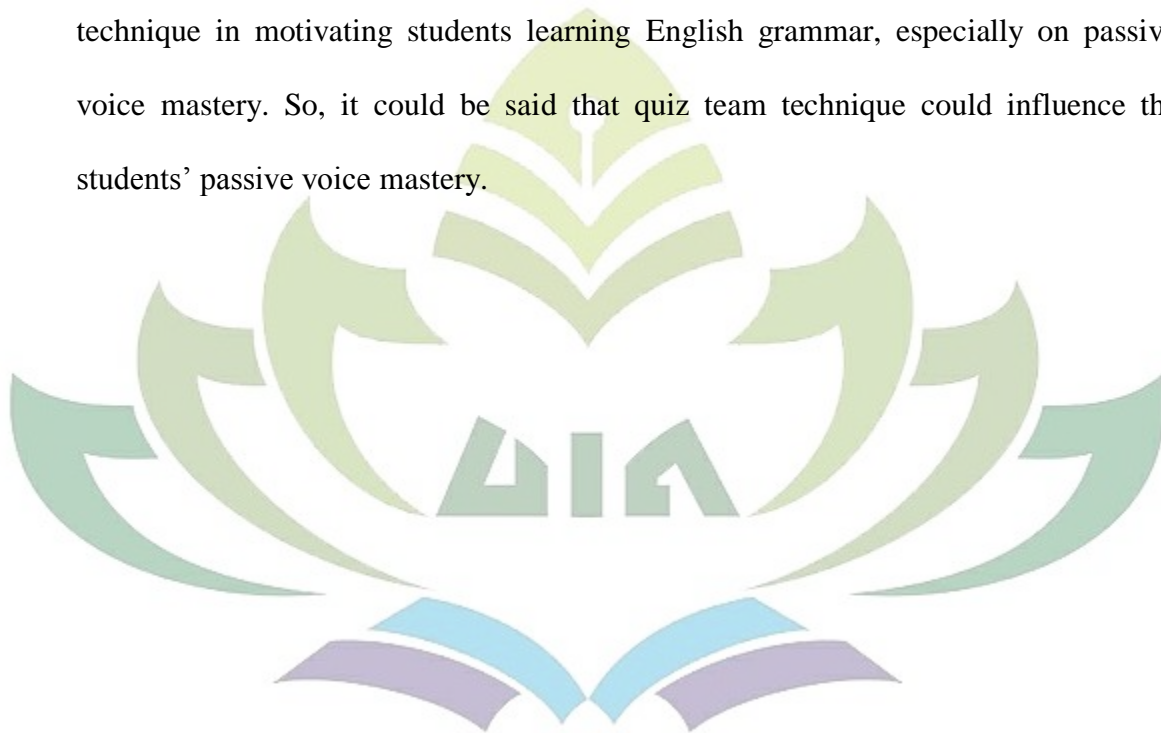 technique in motivating students learning English grammar, especially on passiv
voice mastery. So, it could be said that quiz team technique could influence th
students’ passive voice mastery.
UIN